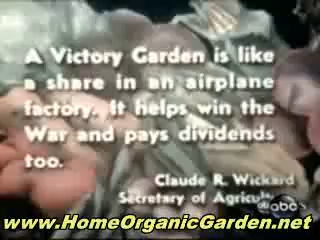 A Victory Garden is like
a share in an airplane
factory. It helps win the
War and pays dividends
too.
Claude R. Wickard
Secretary of
abc
www.HomeOrganicGarden.net